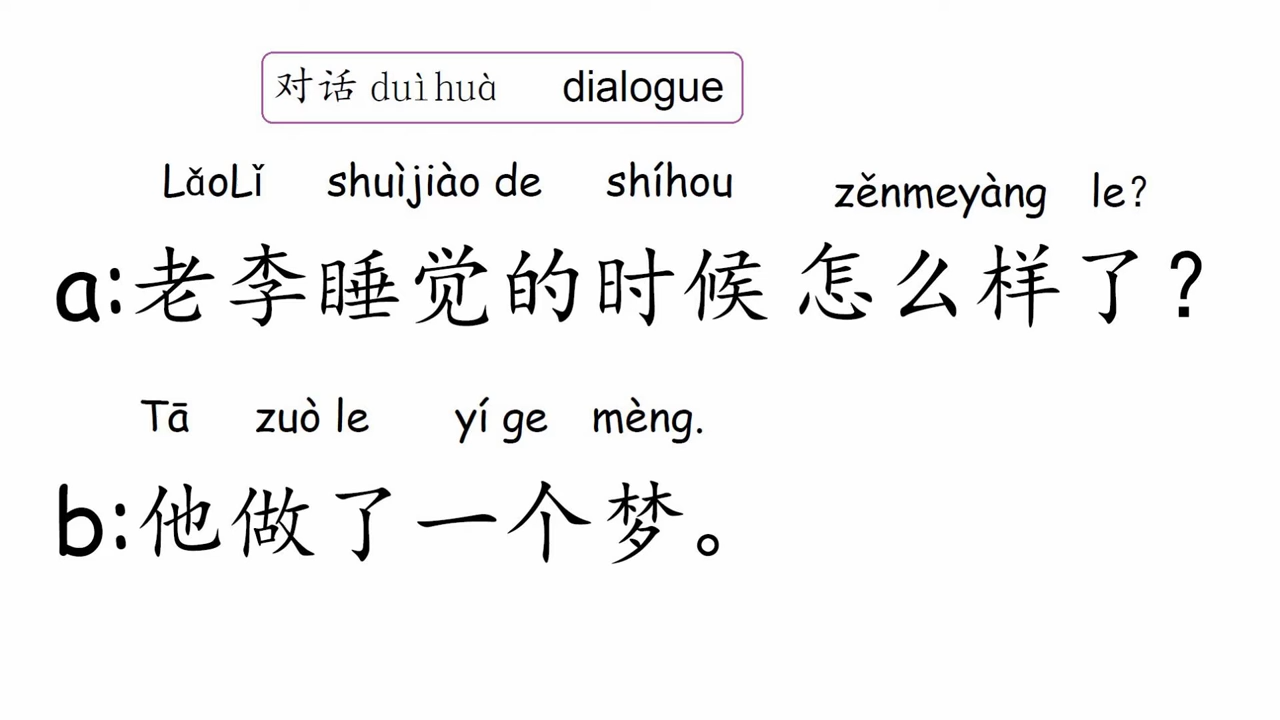 对话 duìhuà dialogue
LǎoLǐ shuìjiào de shíhou zěnmeyàng le?
a:老李睡觉的时候 怎么样了?
Tā zuò le yí ge mèng.
b:他做了一个梦。